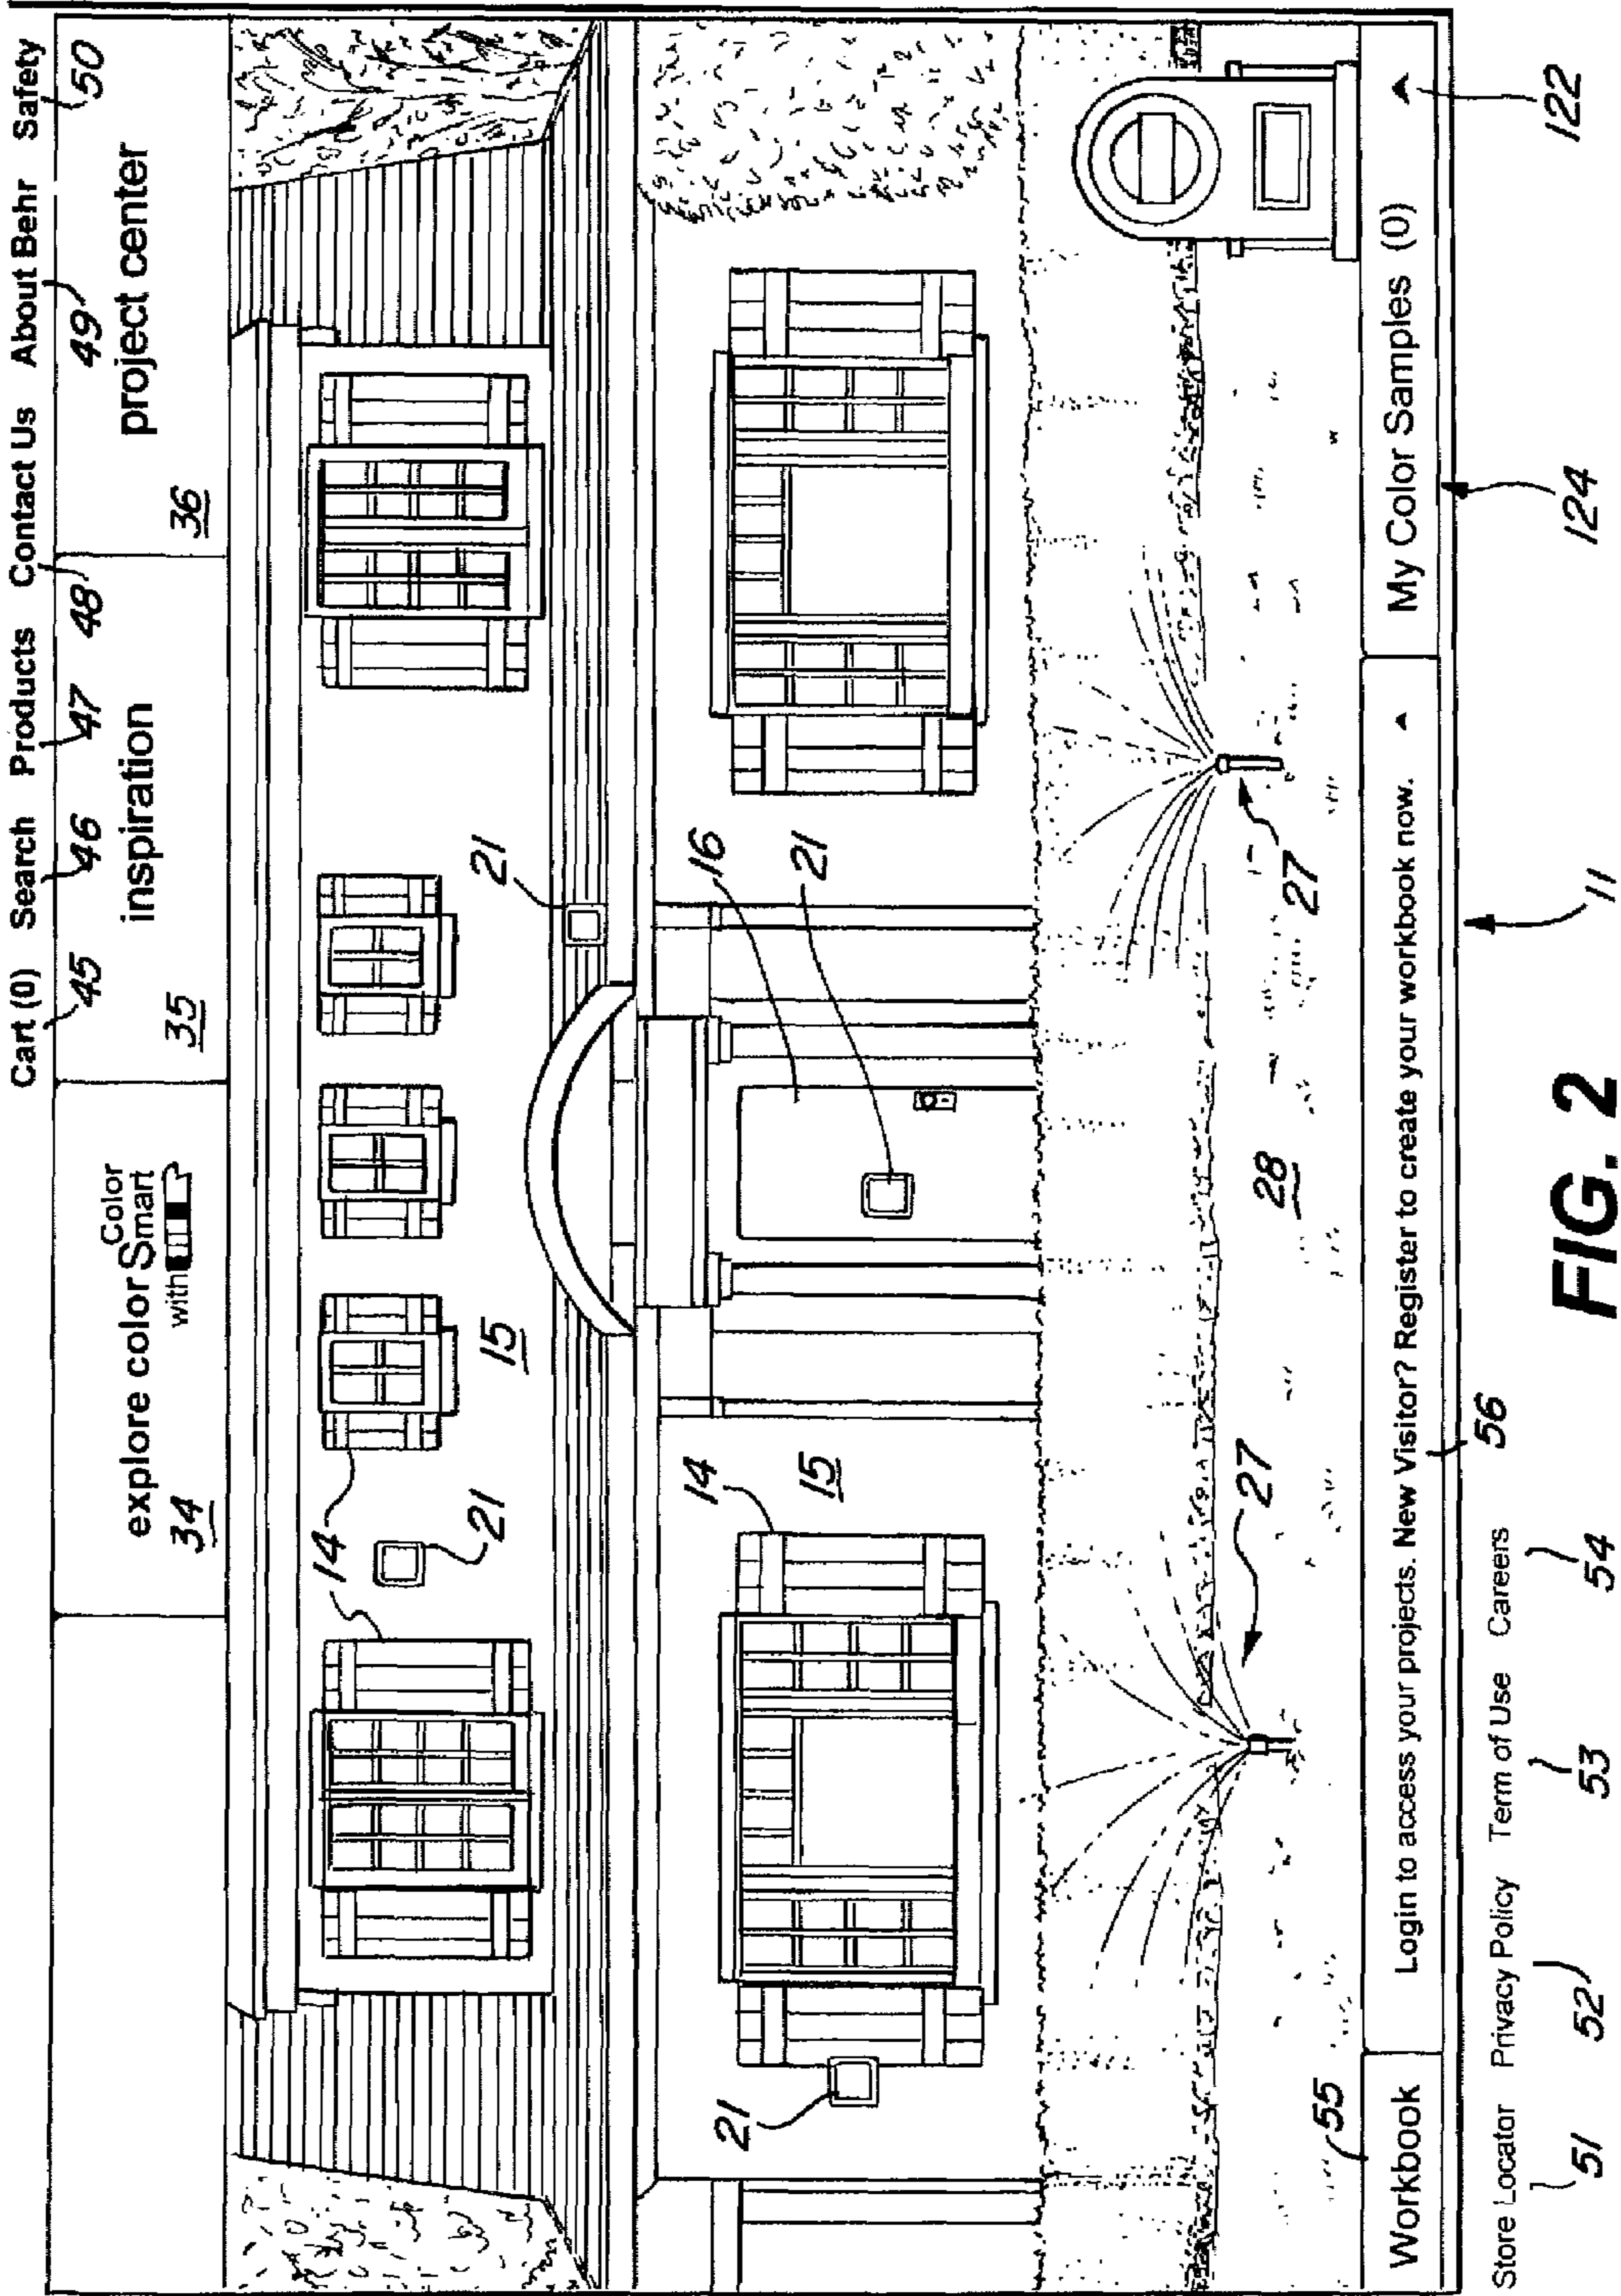 Cart (0) Search Products Contact Us About Behr Safety
45 46 47 48 49 50
explore color Color Smart
with
inspiration
project center
34
35
36
14
14
21
15
21
14
15
16
21
21
27
27
28
55
Workbook
Login to access your projects. New Visitor? Register to create your workbook now.
My Color Samples (0)
Store Locator Privacy Policy Term of Use Careers
56
11
124
122
51 52 53 54
FIG. 2